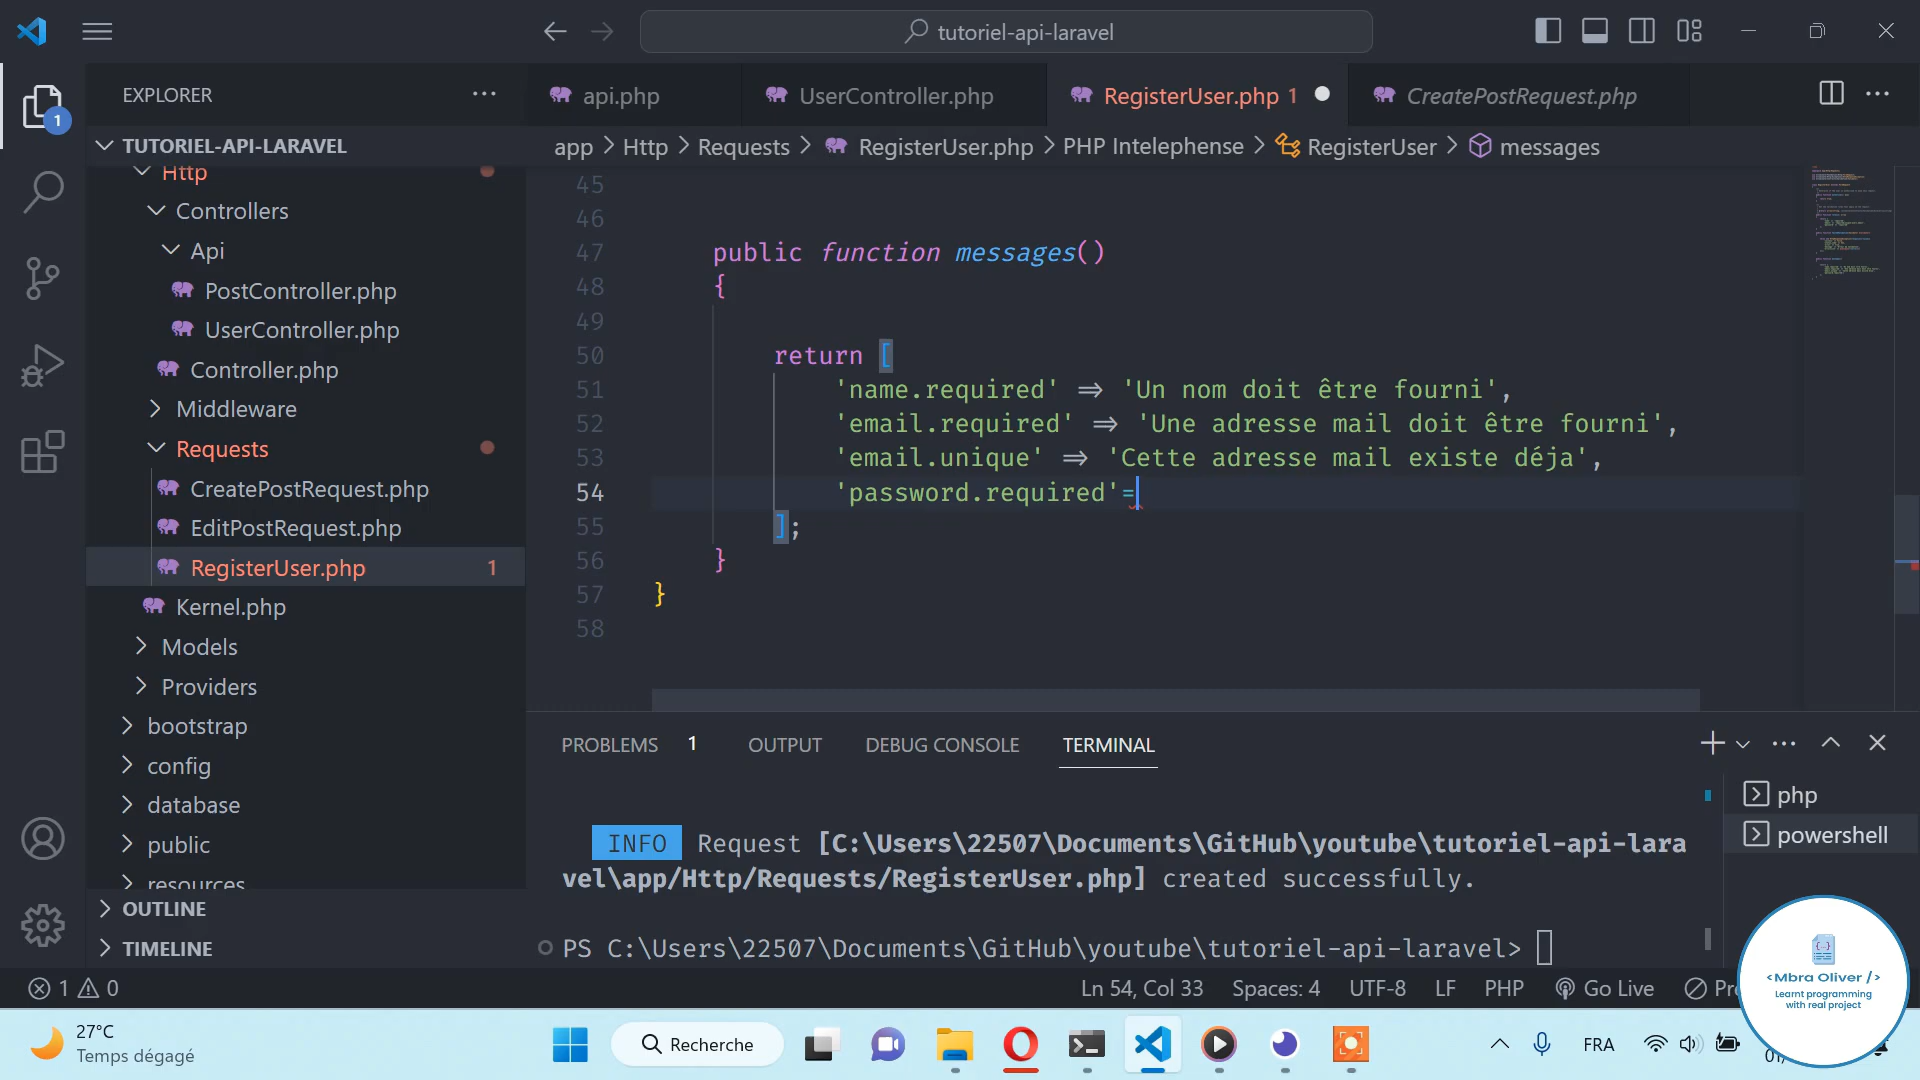 tutoriel-api-laravel
EXPLORER
api.php
UserController.php
RegisterUser.php 1
CreatePostRequest.php
1
TUTORIEL-API-LARAVEL
app > Http > Requests > RegisterUser.php > PHP Intelephense > RegisterUser > messages
Http
Controllers
Api
PostController.php
UserController.php
Controller.php
Middleware
Requests
CreatePostRequest.php
EditPostRequest.php
RegisterUser.php 1
Kernel.php
Models
Providers
bootstrap
config
database
public
resources
OUTLINE
TIMELINE
45
46
47 public function messages()
48 {
49
50 return [
51 'name.required' => 'Un nom doit être fourni',
52 'email.required' => 'Une adresse mail doit être fourni',
53 'email.unique' => 'Cette adresse mail existe déja',
54 'password.required'=
55 ];
56 }
57 }
58
PROBLEMS 1 OUTPUT DEBUG CONSOLE TERMINAL
php
powershell
INFO Request [C:\Users\22507\Documents\GitHub\youtube\tutoriel-api-lara
vel\app/Http/Requests/RegisterUser.php] created successfully.
PS C:\Users\22507\Documents\GitHub\youtube\tutoriel-api-laravel>
1 0
Ln 54, Col 33 Spaces: 4 UTF-8 LF PHP Go Live
{...}
<Mbra Oliver />
Learnt programming
with real project
27°C
Temps dégagé
Recherche
FRA